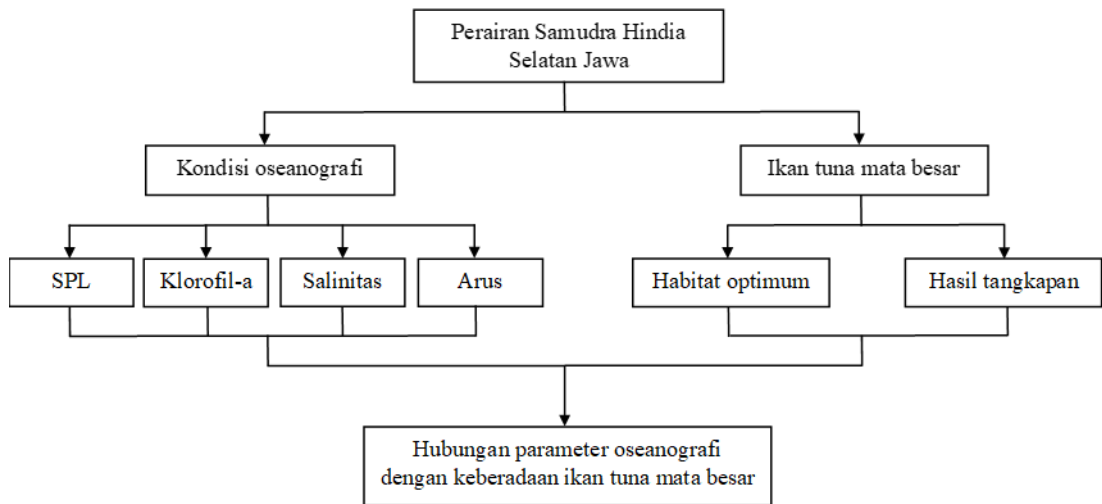 Perairan Samudra Hindia
Selatan Jawa
Kondisi oseanografi
Ikan tuna mata besar
SPL
Klorofil-a
Salinitas
Arus
Habitat optimum
Hasil tangkapan
Hubungan parameter oseanografi
dengan keberadaan ikan tuna mata besar